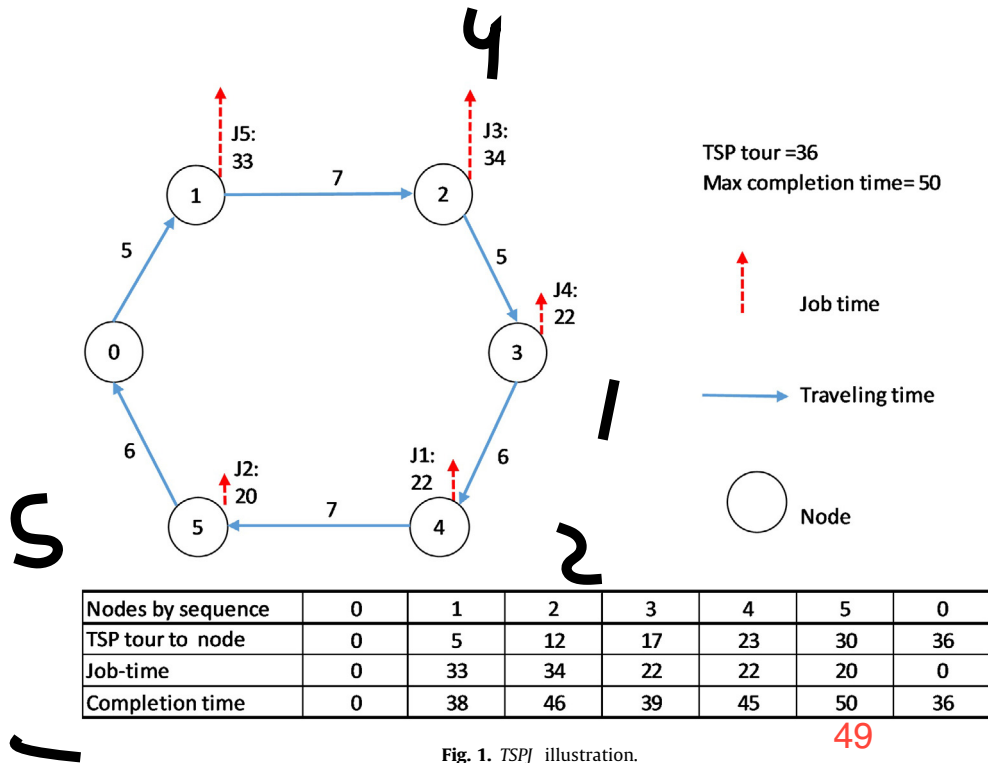 J5:
33
J3:
34
7
1
2
TSP tour =36
Max completion time= 50
5
5
J4:
22
Job time
0
3
Traveling time
6
6
J2:
20
J1:
22
7
5
4
Node
Nodes by sequence 0 1 2 3 4 5 0
TSP tour to node 0 5 12 17 23 30 36
Job-time 0 33 34 22 22 20 0
Completion time 0 38 46 39 45 50 36
49
Fig. 1. TSPJ illustration.